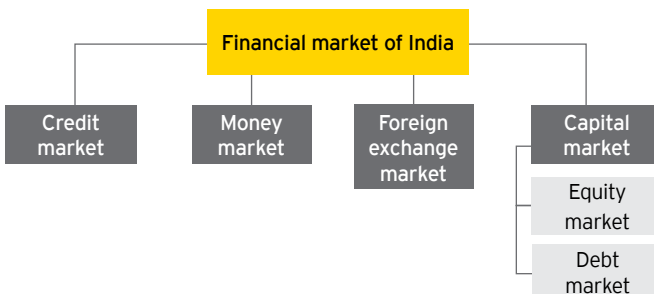 Financial market of India
Credit
market
Money
market
Foreign
exchange
market
Capital
market
Equity
market
Debt
market